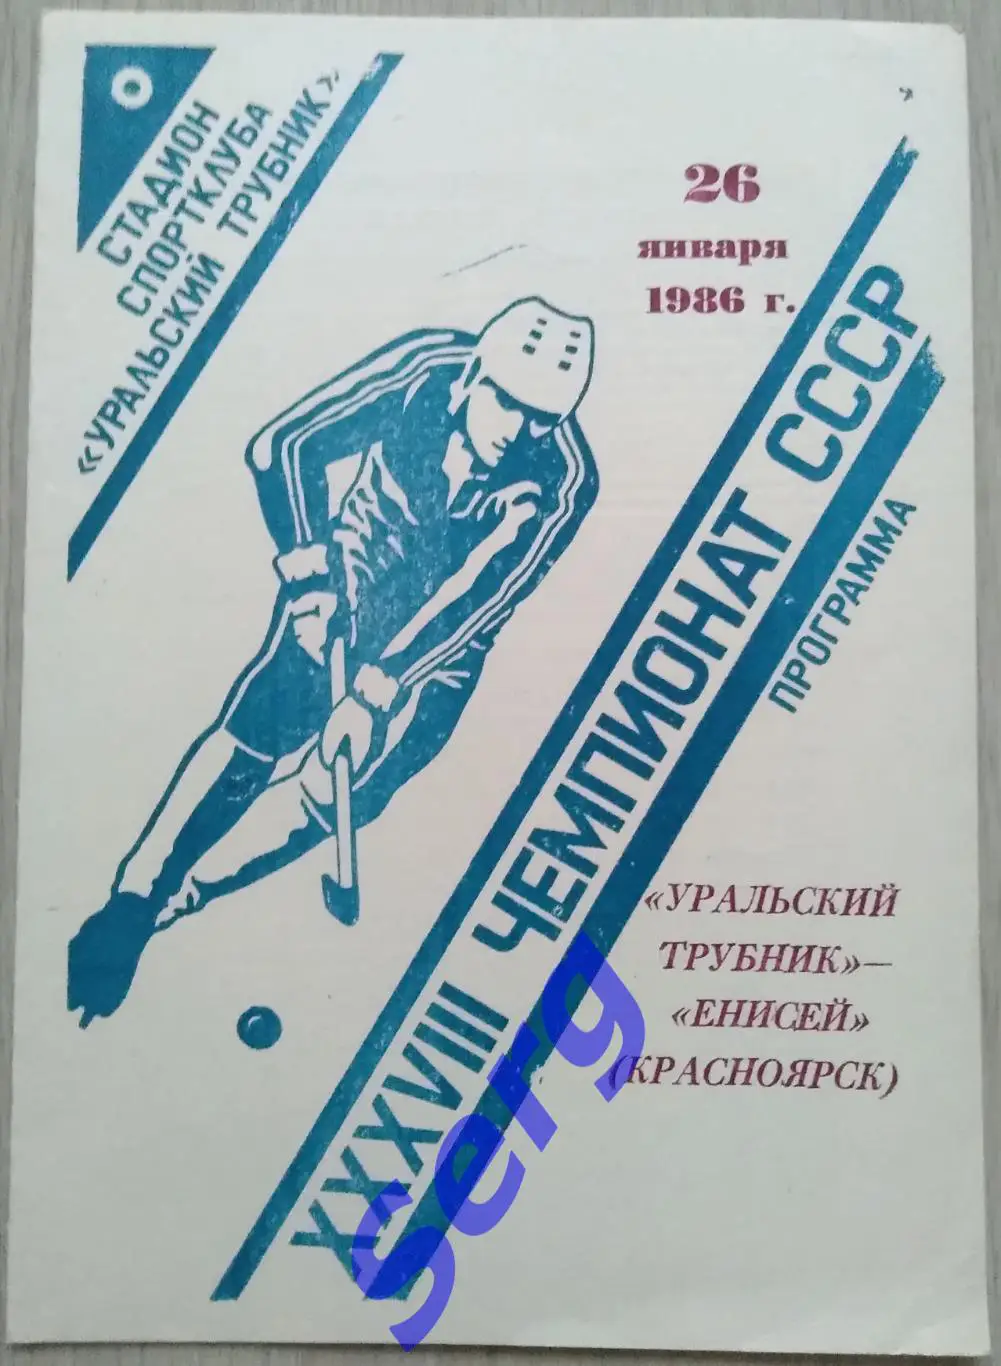 СТАДИОН
СПОРТКЛУБА
«УРАЛЬСКИЙ ТРУБНИК»
26
января
1986 г.
XXXVIII ЧЕМПИОНАТ СССР
ПРОГРАММА
«УРАЛЬСКИЙ
ТРУБНИК»—
«ЕНИСЕЙ»
(КРАСНОЯРСК)
Serg